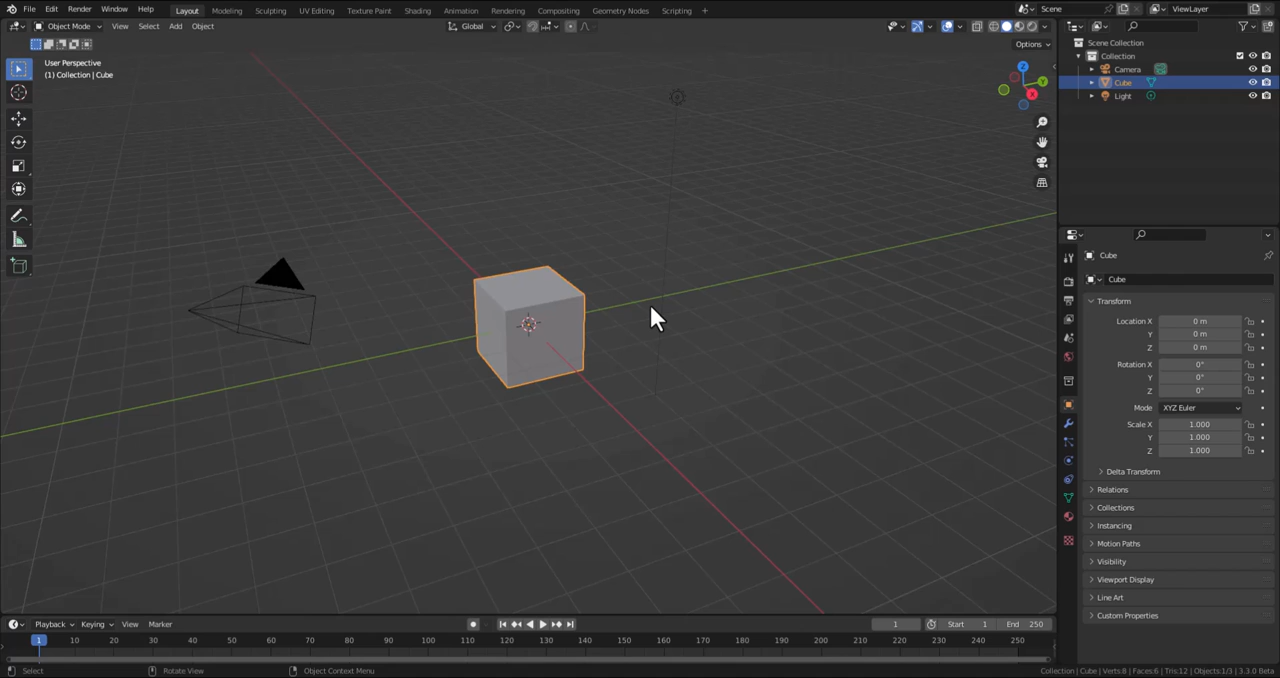 File Edit Render Window Help Layout Modeling Sculpting UV Editing Texture Paint Shading Animation Rendering Compositing Geometry Nodes Scripting + Scene ViewLayer
Object Mode View Select Add Object Global
Options
User Perspective
(1) Collection | Cube
Z
Y
X
Scene Collection
Collection
Camera
Cube
Light
Cube
Cube
Transform
Location X 0 m
Y 0 m
Z 0 m
Rotation X 0°
Y 0°
Z 0°
Mode XYZ Euler
Scale X 1.000
Y 1.000
Z 1.000
Delta Transform
Relations
Collections
Instancing
Motion Paths
Visibility
Viewport Display
Line Art
Custom Properties
Playback Keying View Marker 1 Start 1 End 250
1 10 20 30 40 50 60 70 80 90 100 110 120 130 140 150 160 170 180 190 200 210 220 230 240 250
Select Rotate View Object Context Menu Collection | Cube | Verts:8 | Faces:6 | Tris:12 | Objects:1/3 | 3.3.0 Beta